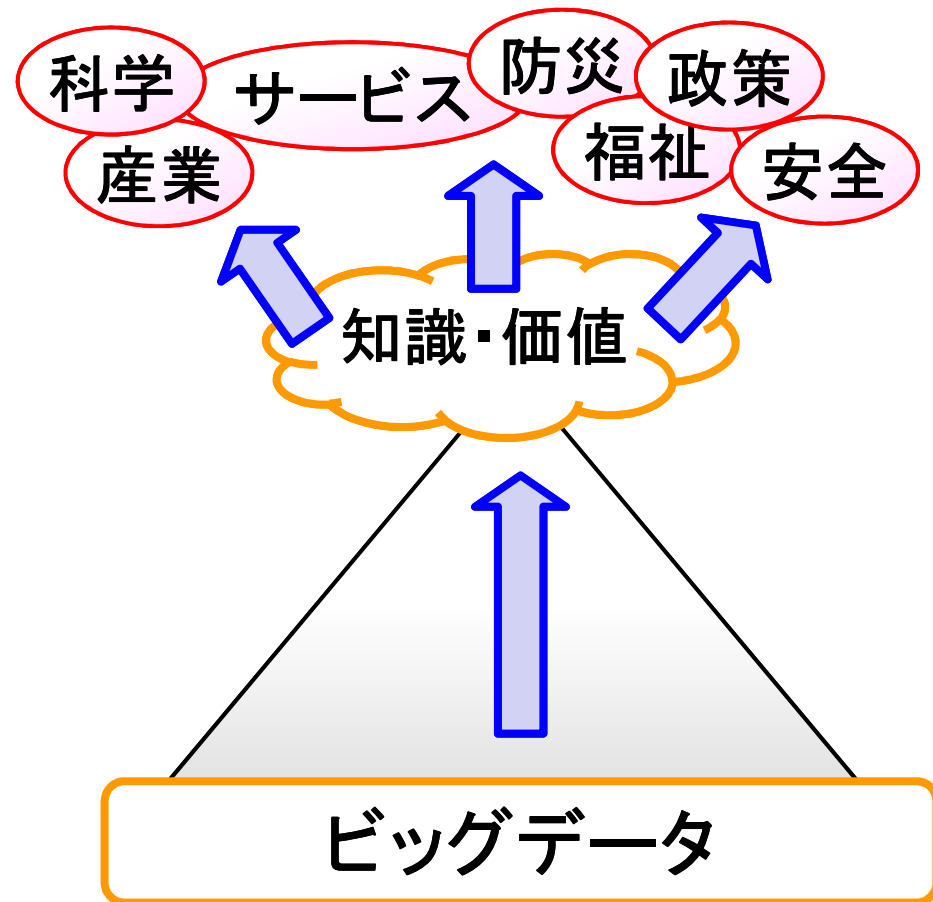 科学
サービス
防災
政策
産業
福祉
安全
知識・価値
ビッグデータ